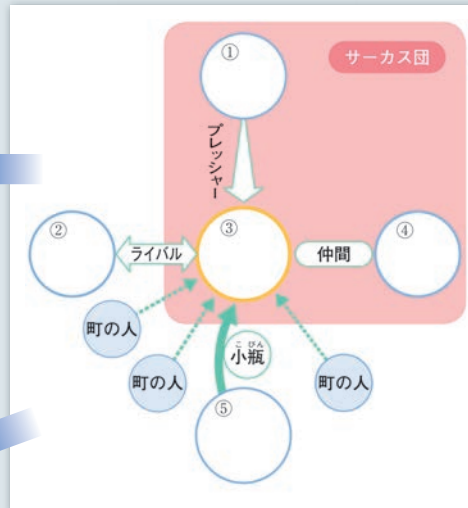 サーカス団
①
プレッシャー
②
ライバル
③
仲間
④
町の人
町の人
こびん
小瓶
町の人
⑤